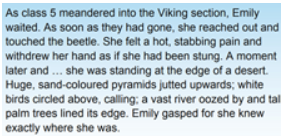 As class 5 meandered into the Viking section, Emily
waited. As soon as they had gone, she reached out and
touched the beetle. She felt a hot, stabbing pain and
withdrew her hand as if she had been stung. A moment
later and ... she was standing at the edge of a desert.
Huge, sand-coloured pyramids jutted upwards; white
birds circled above, calling; a vast river oozed by and tall
palm trees lined its edge. Emily gasped for she knew
exactly where she was.